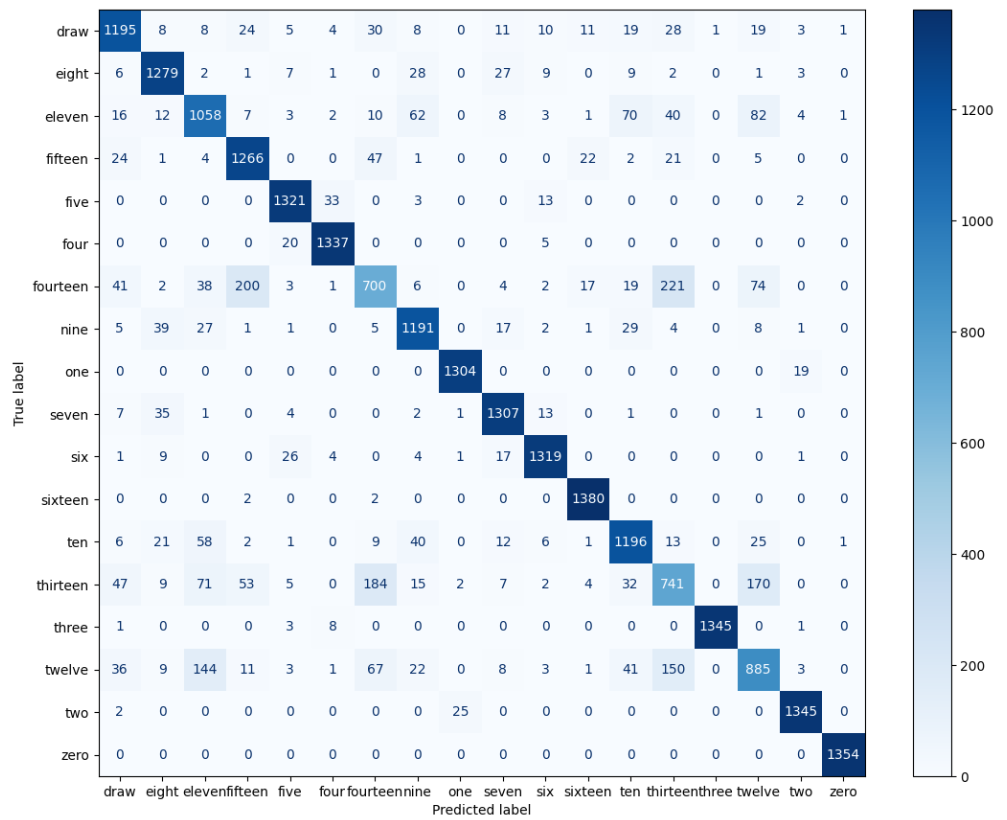 draw 1195 8 8 24 5 4 30 8 0 11 10 11 19 28 1 19 3 1
eight 6 1279 2 1 7 1 0 28 0 27 9 0 9 2 0 1 3 0
1200
eleven 16 12 1058 7 3 2 10 62 0 8 3 1 70 40 0 82 4 1
fifteen 24 1 4 1266 0 0 47 1 0 0 0 22 2 21 0 5 0 0
1000
five 0 0 0 0 1321 33 0 3 0 0 13 0 0 0 0 0 2 0
four 0 0 0 0 20 1337 0 0 0 0 5 0 0 0 0 0 0 0
fourteen 41 2 38 200 3 1 700 6 0 4 2 17 19 221 0 74 0 0
800
nine 5 39 27 1 1 0 5 1191 0 17 2 1 29 4 0 8 1 0
True label
one 0 0 0 0 0 0 0 0 1304 0 0 0 0 0 0 0 19 0
seven 7 35 1 0 4 0 0 2 1 1307 13 0 1 0 0 1 0 0
600
six 1 9 0 0 26 4 0 4 1 17 1319 0 0 0 0 0 1 0
sixteen 0 0 0 2 0 0 2 0 0 0 0 1380 0 0 0 0 0 0
400
ten 6 21 58 2 1 0 9 40 0 12 6 1 1196 13 0 25 0 1
thirteen 47 9 71 53 5 0 184 15 2 7 2 4 32 741 0 170 0 0
three 1 0 0 0 3 8 0 0 0 0 0 0 0 0 1345 0 1 0
200
twelve 36 9 144 11 3 1 67 22 0 8 3 1 41 150 0 885 3 0
two 2 0 0 0 0 0 0 0 25 0 0 0 0 0 0 0 1345 0
zero 0 0 0 0 0 0 0 0 0 0 0 0 0 0 0 0 0 1354
0
draw eight eleven fifteen five four fourteen nine one seven six sixteen ten thirteen three twelve two zero
Predicted label